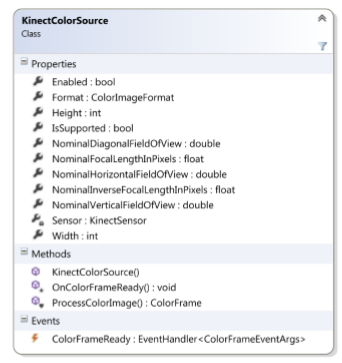 KinectColorSource
Class
Properties
Enabled : bool
Format : ColorImageFormat
Height : int
IsSupported : bool
NominalDiagonalFieldOfView : double
NominalFocalLengthInPixels : float
NominalHorizontalFieldOfView : double
NominalInverseFocalLengthInPixels : float
NominalVerticalFieldOfView : double
Sensor : KinectSensor
Width : int
Methods
KinectColorSource()
OnColorFrameReady() : void
ProcessColorImage() : ColorFrame
Events
ColorFrameReady : EventHandler<ColorFrameEventArgs>